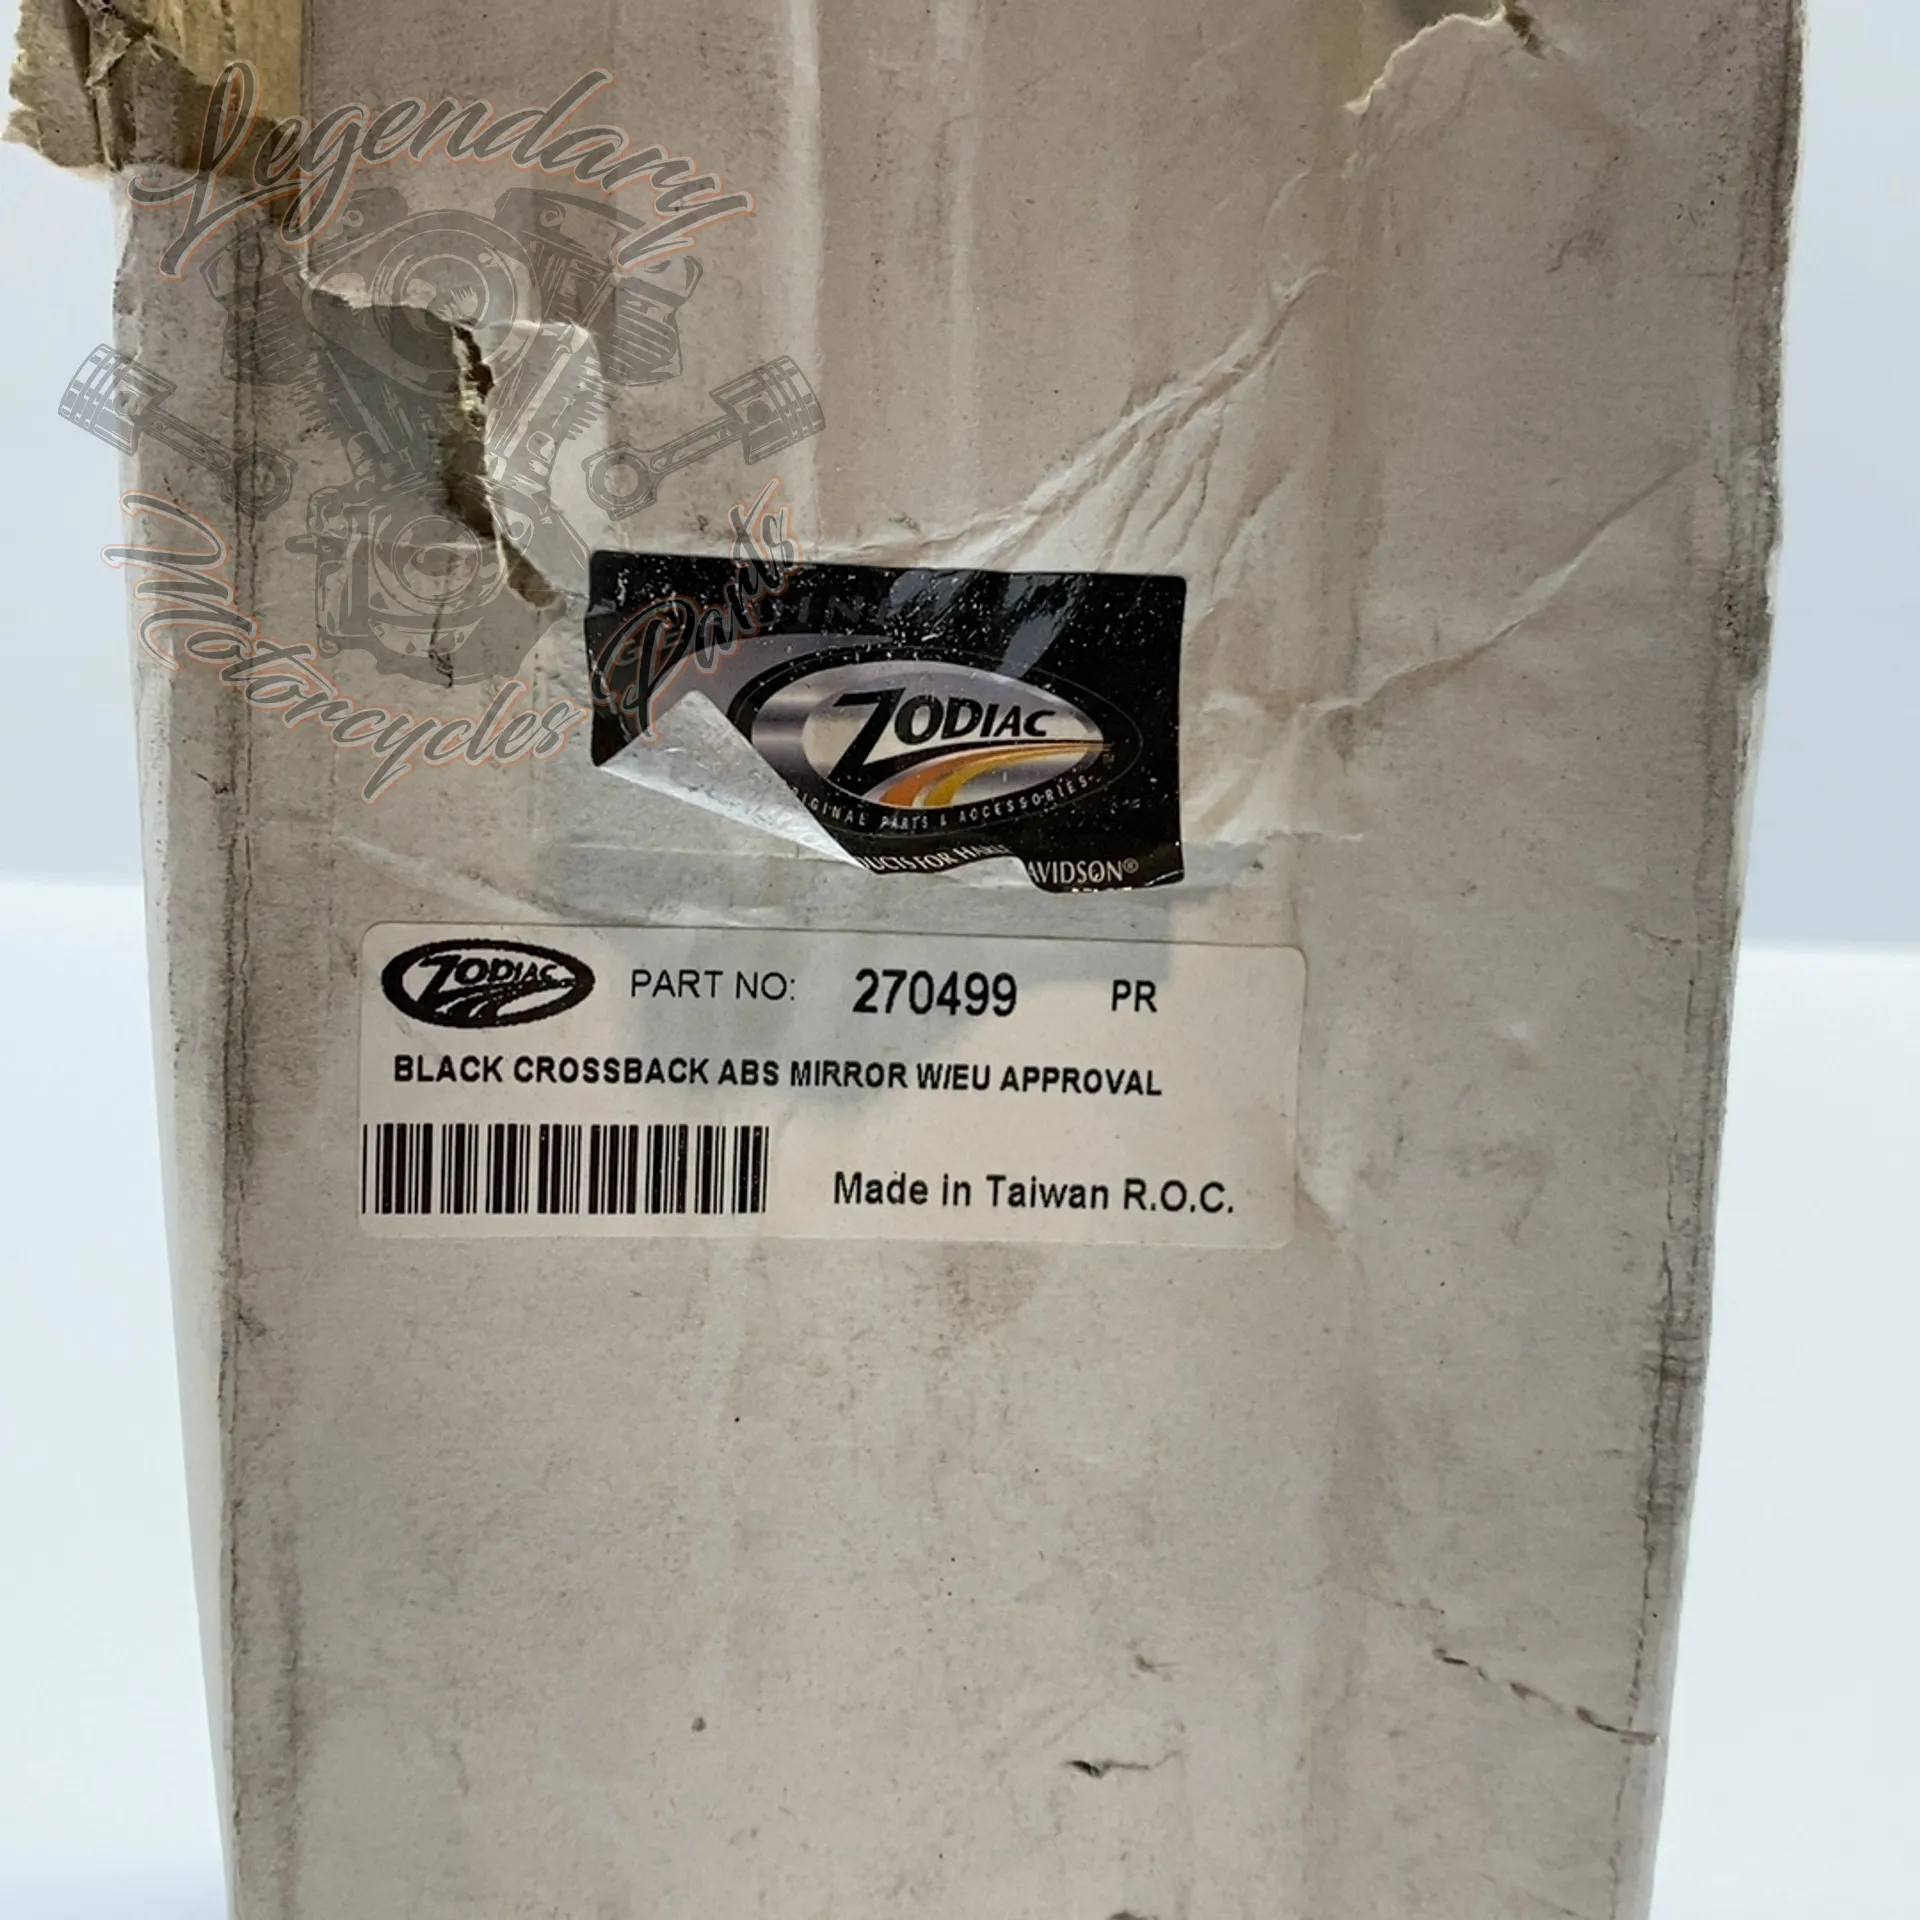 Legendary
Motorcycles Parts
ZODIAC
ORIGINAL PARTS & ACCESSORIES
FOR
AVIDSON®
ZODIAC PART NO: 270499 PR
BLACK CROSSBACK ABS MIRROR W/EU APPROVAL
Made in Taiwan R.O.C.